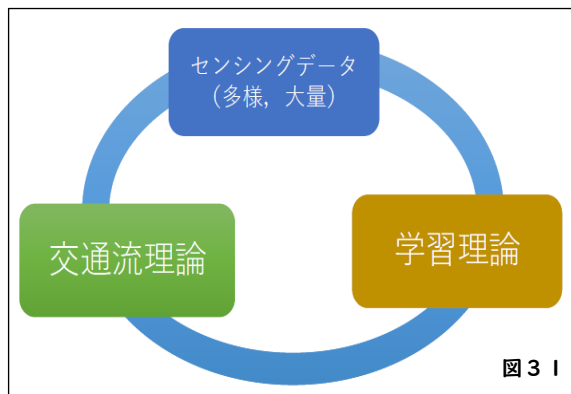 センシングデータ
（多様，大量）
交通流理論
学習理論
図３１